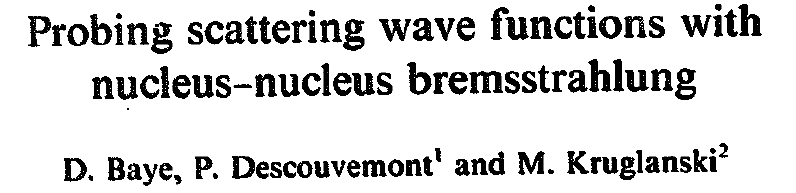 Probing scattering wave functions with
nucleus–nucleus bremsstrahlung
D. Baye, P. Descouvemont¹ and M. Kruglanski²